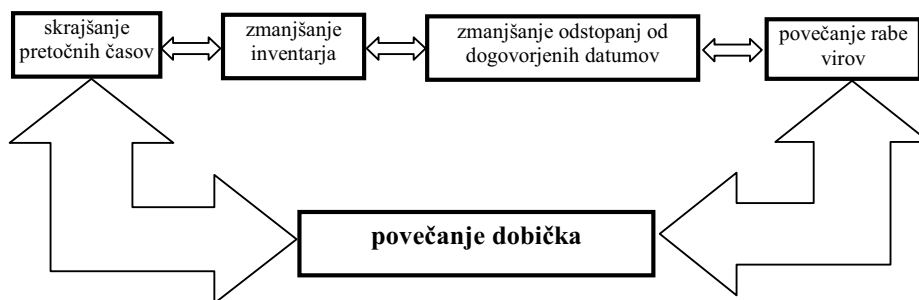 skrajšanje
pretočnih časov
zmanjšanje
inventarja
zmanjšanje odstopanj od
dogovorjenih datumov
povečanje rabe
virov
povečanje dobička